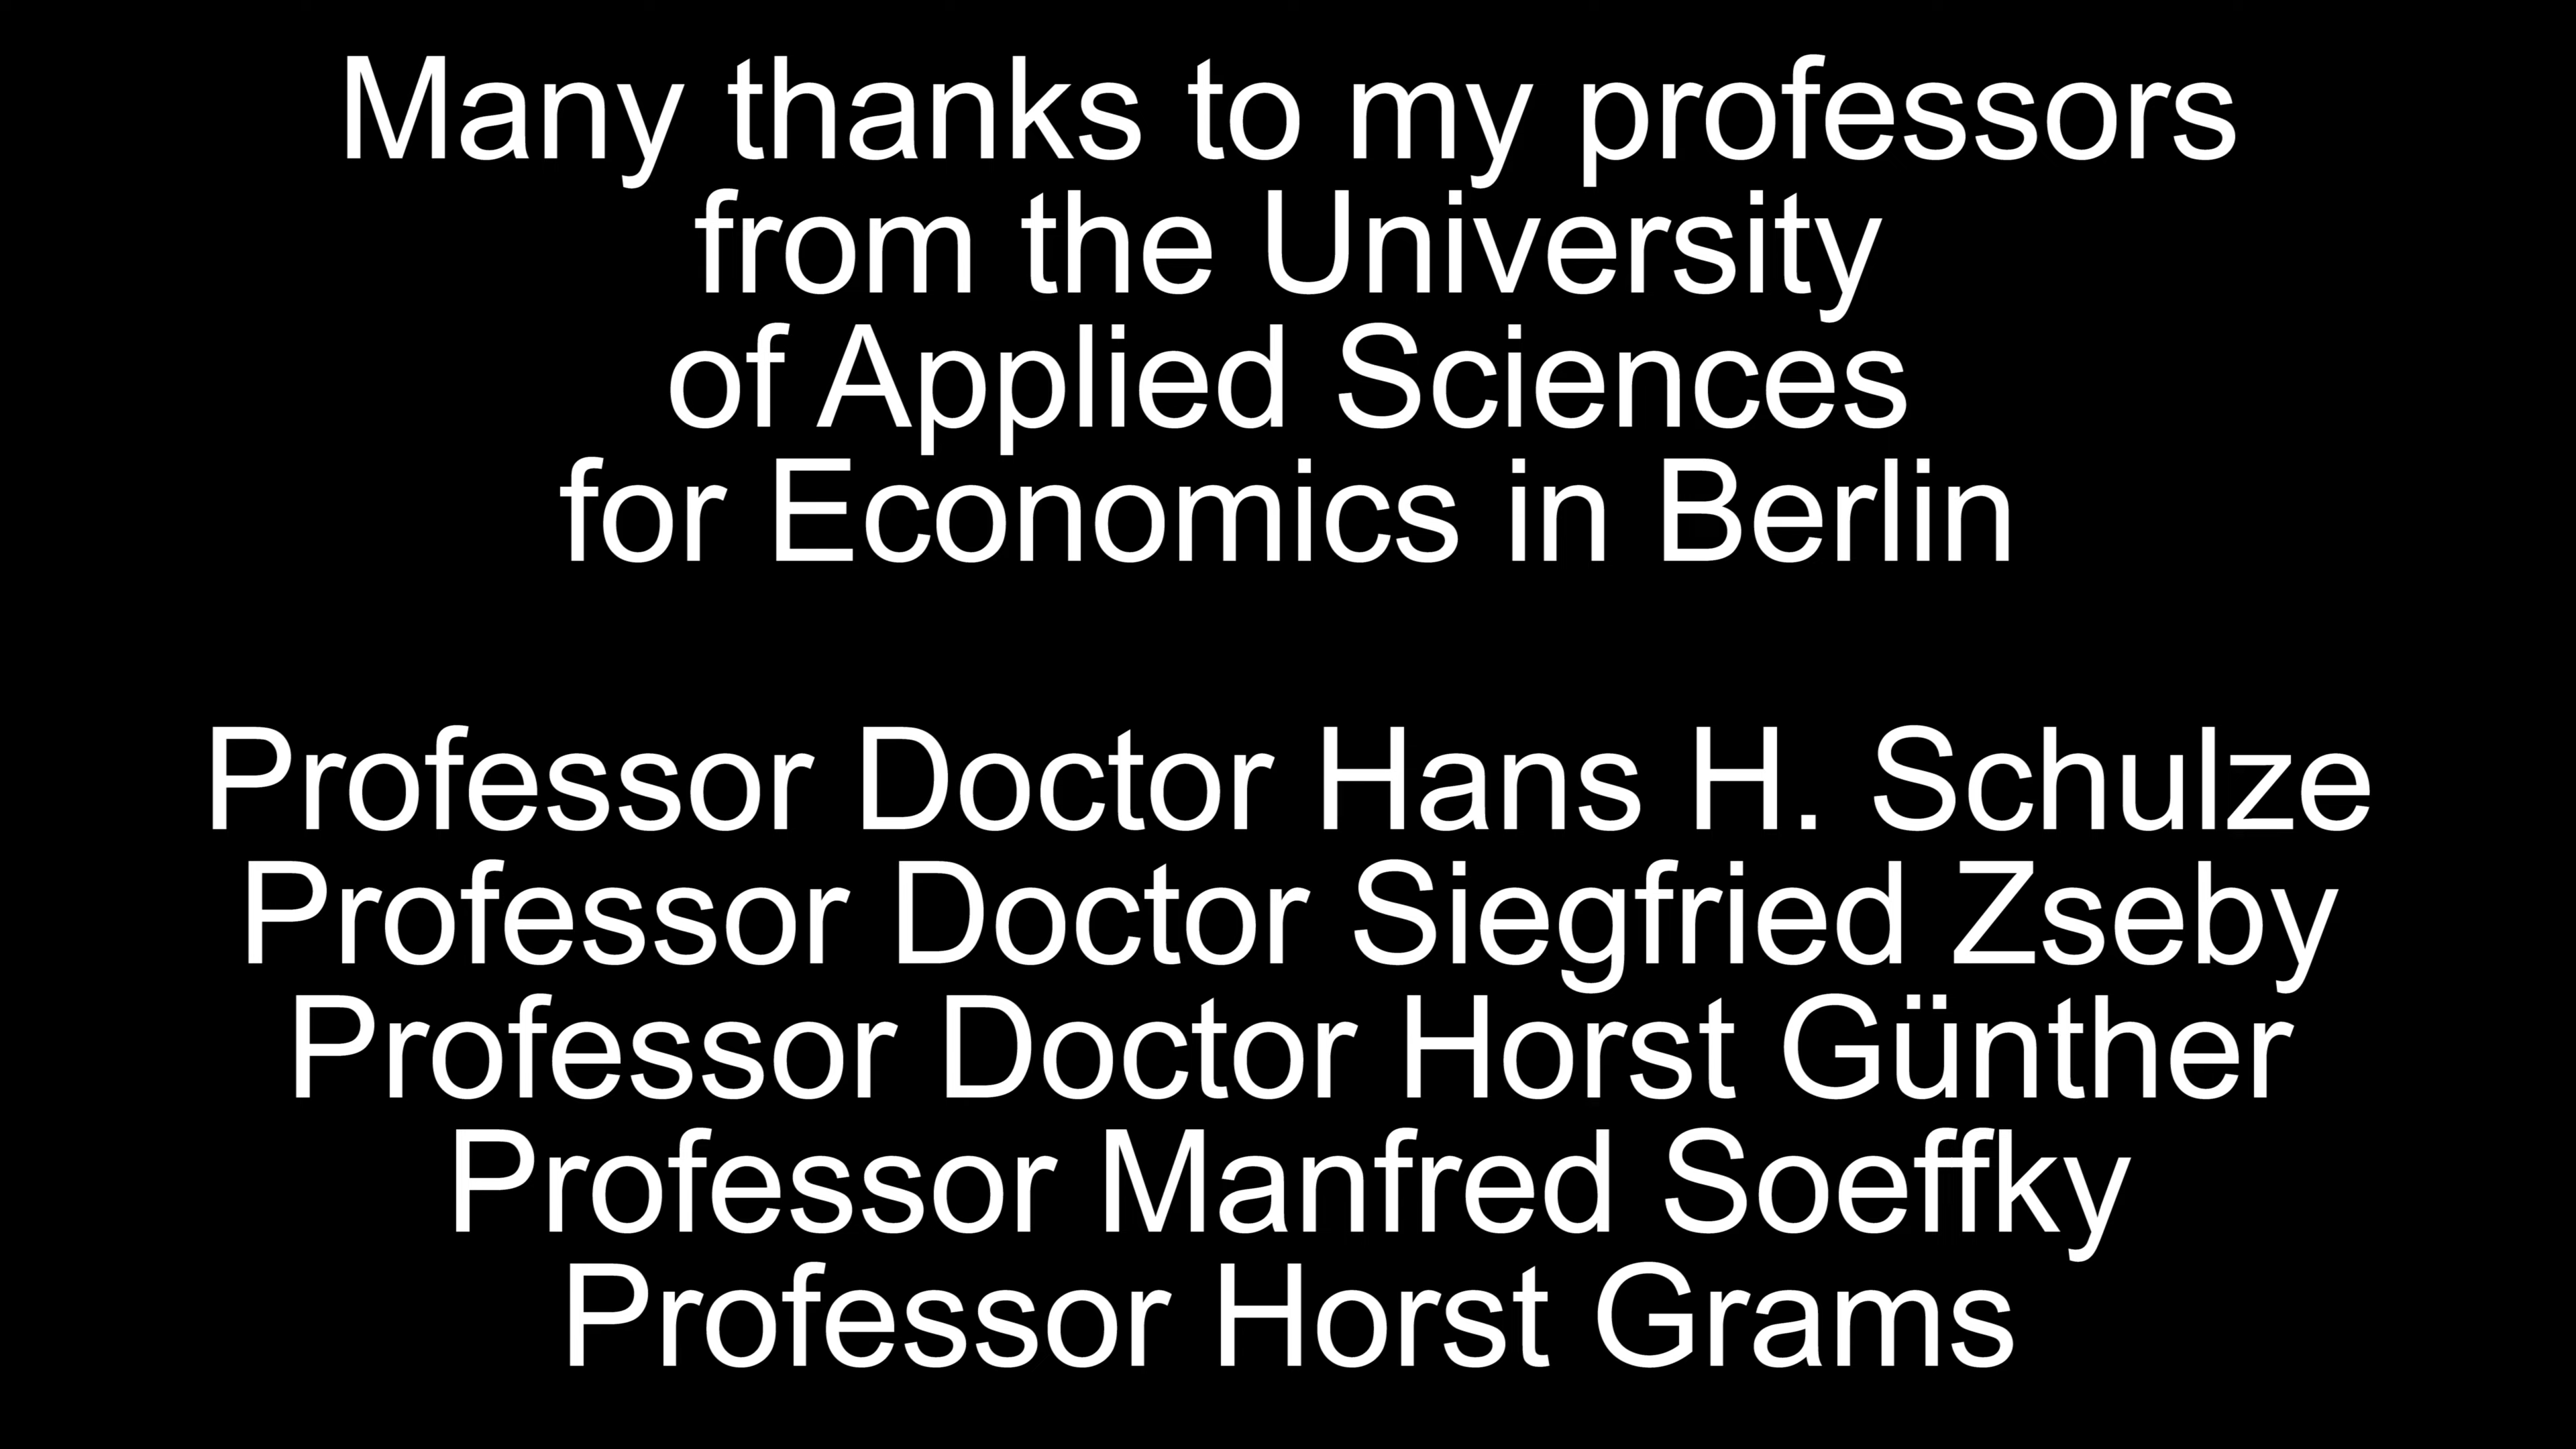 Many thanks to my professors
from the University
of Applied Sciences
for Economics in Berlin
Professor Doctor Hans H. Schulze
Professor Doctor Siegfried Zseby
Professor Doctor Horst Günther
Professor Manfred Soeffky
Professor Horst Grams